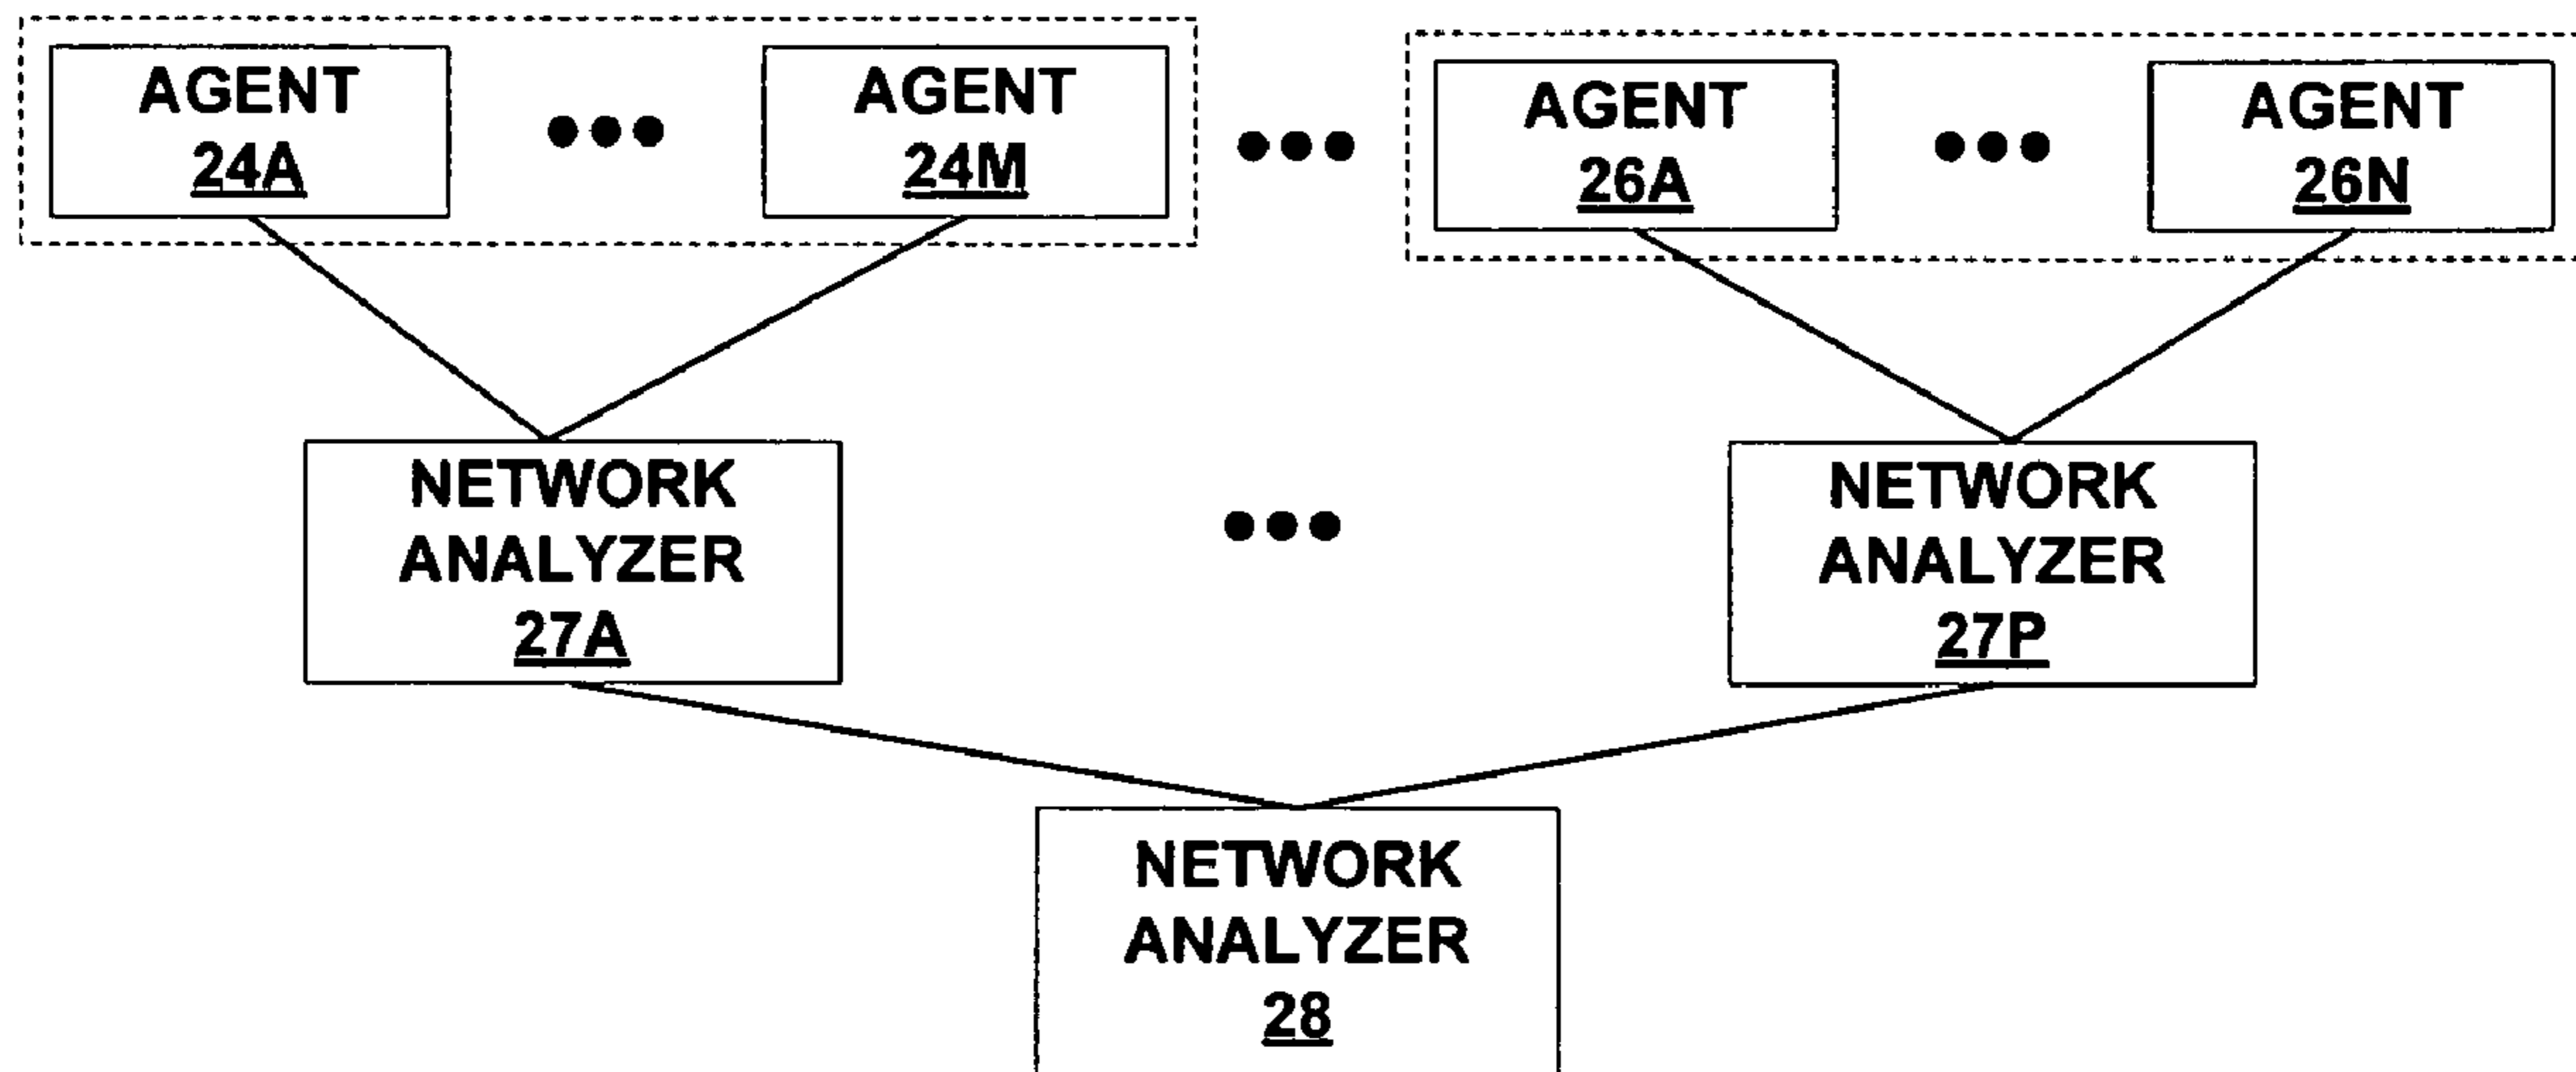 AGENT
24A
AGENT
24M
AGENT
26A
AGENT
26N
NETWORK
ANALYZER
27A
NETWORK
ANALYZER
27P
NETWORK
ANALYZER
28